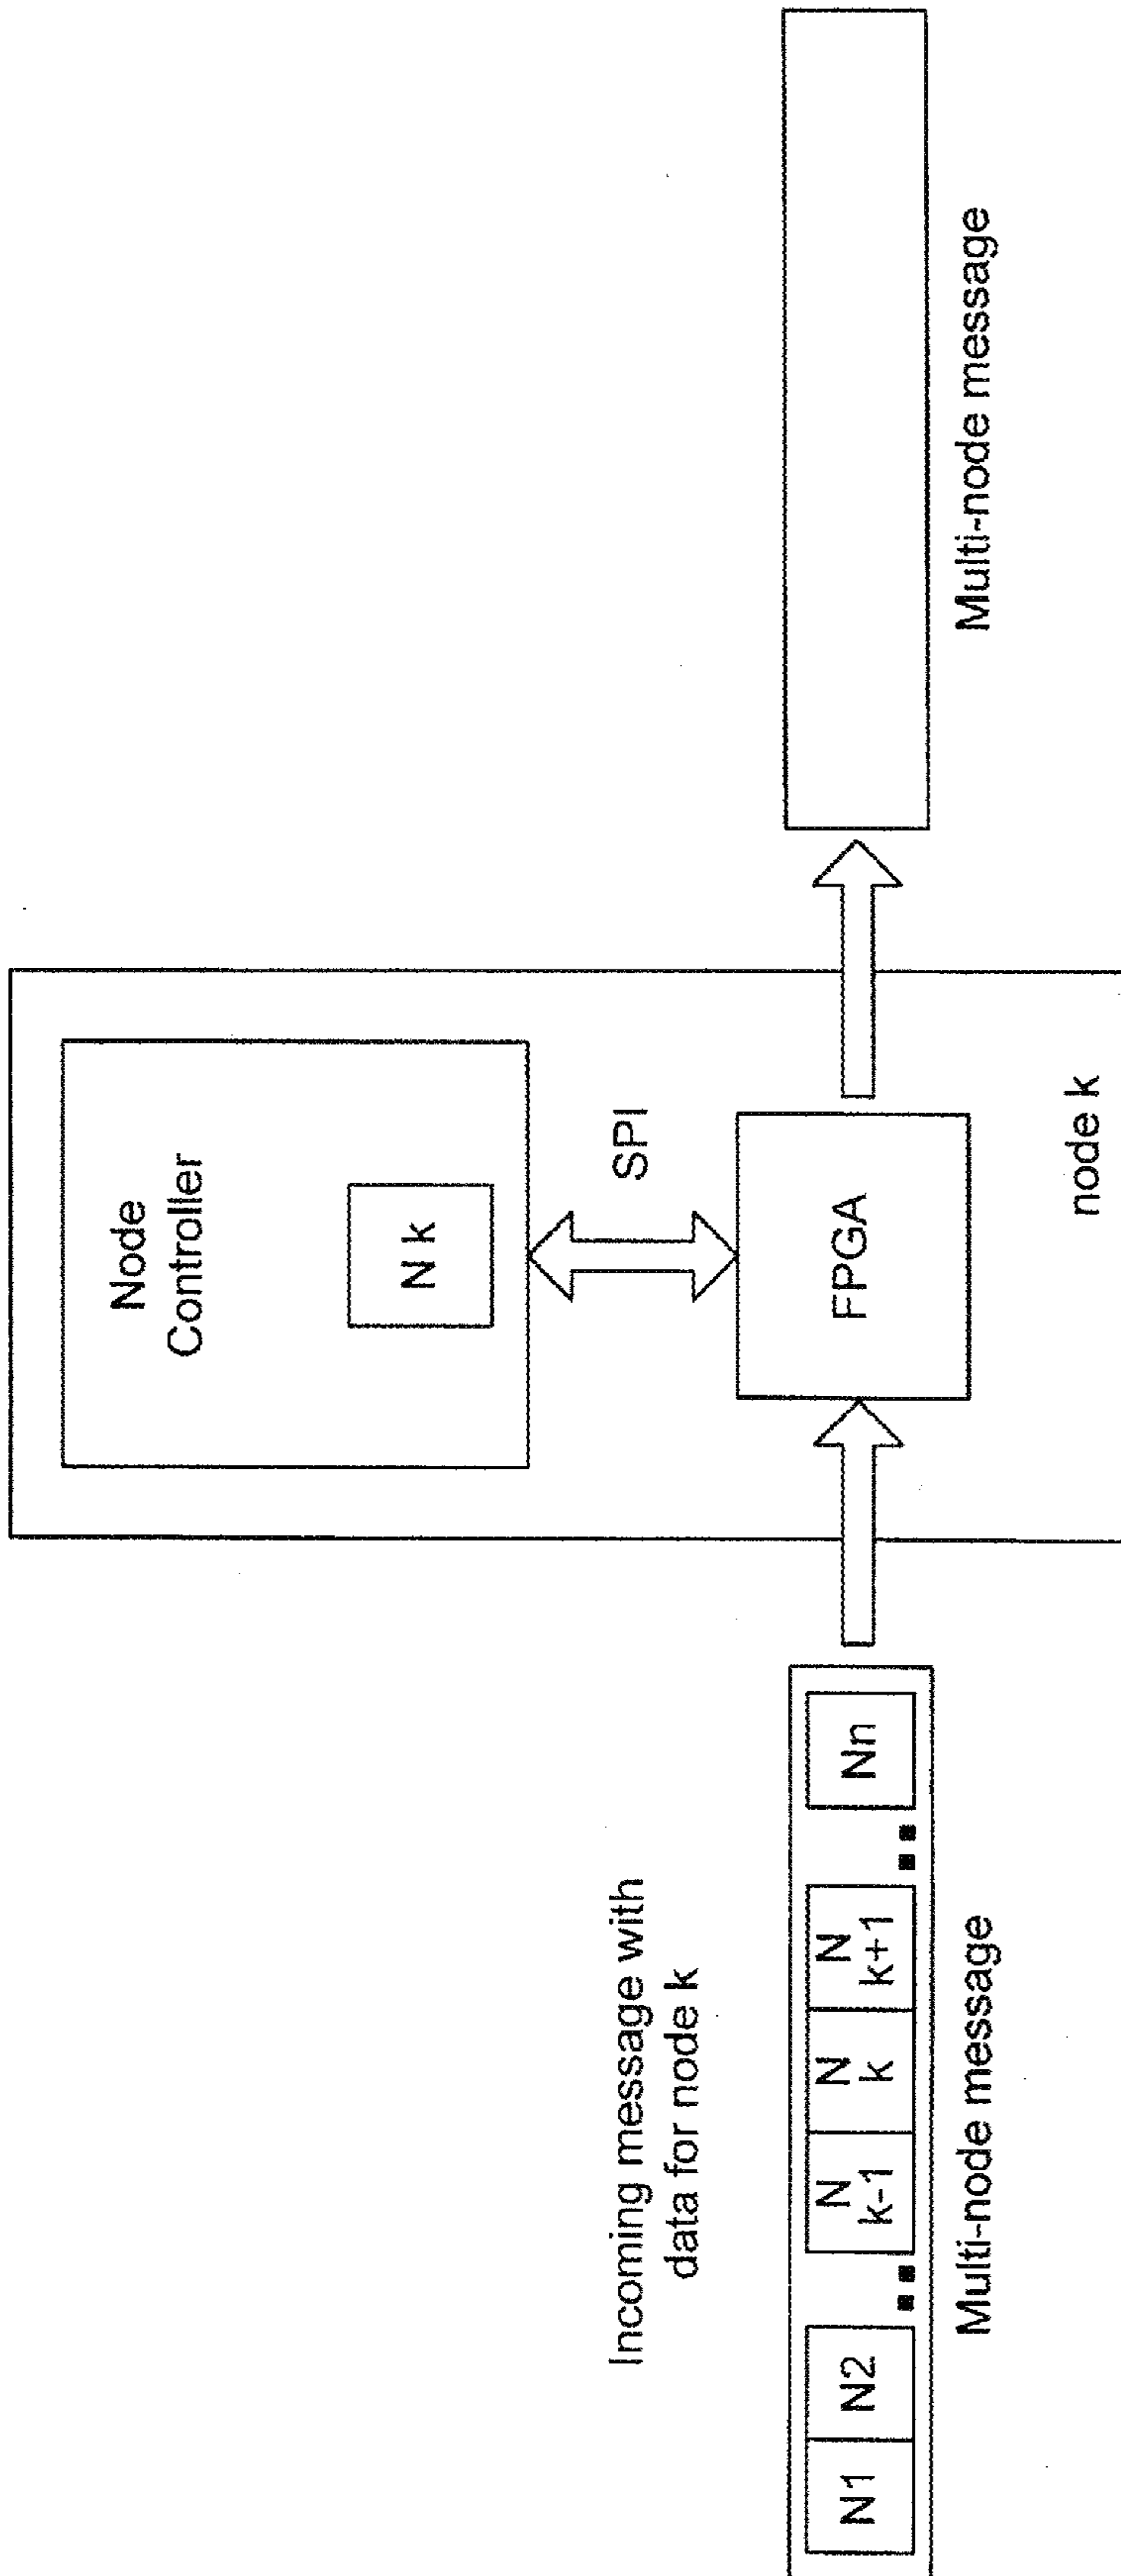 Node
Controller
N k
SPI
FPGA
node k
Incoming message with
data for node k
N1
N2
N
k-1
N
k
N
k+1
Nn
Multi-node message
Multi-node message